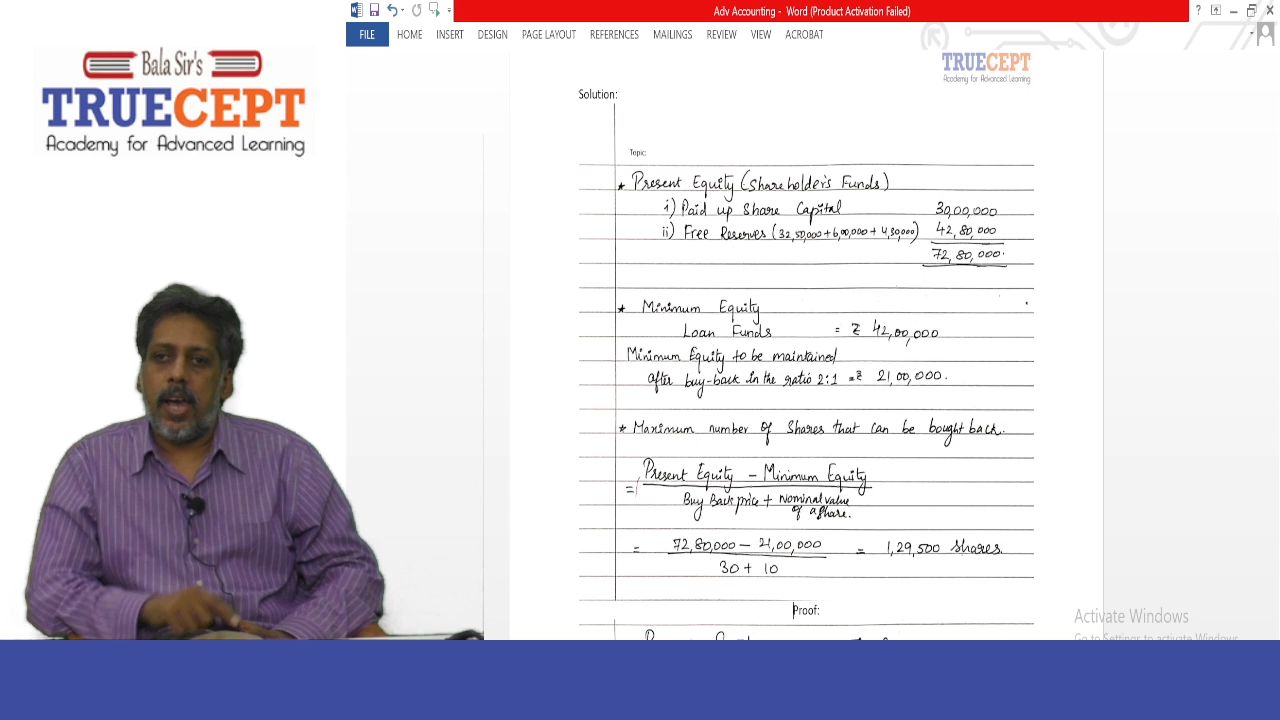 Bala Sir's
TRUECEPT
Academy for Advanced Learning
Adv Accounting - Word (Product Activation Failed)
FILE HOME INSERT DESIGN PAGE LAYOUT REFERENCES MAILINGS REVIEW VIEW ACROBAT
TRUECEPT
Academy for Advanced Learning
Solution:
Topic:
* Present Equity (Shareholder's Funds)
i) Paid up Share Capital 30,00,000
ii) Free Reserves (32,50,000 + 6,00,000 + 4,30,000) 42,80,000
72,80,000.
* Minimum Equity
Loan Funds = ₹ 42,00,000
Minimum Equity to be maintained
after buy-back in the ratio 2:1 = ₹ 21,00,000.
* Maximum number of Shares that can be bought back.
= Present Equity – Minimum Equity
Buy Back price + Nominal value
of a Share.
= 72,80,000 – 21,00,000 = 1,29,500 Shares.
30 + 10
Proof:
Activate Windows
Go to Settings to activate Windows.